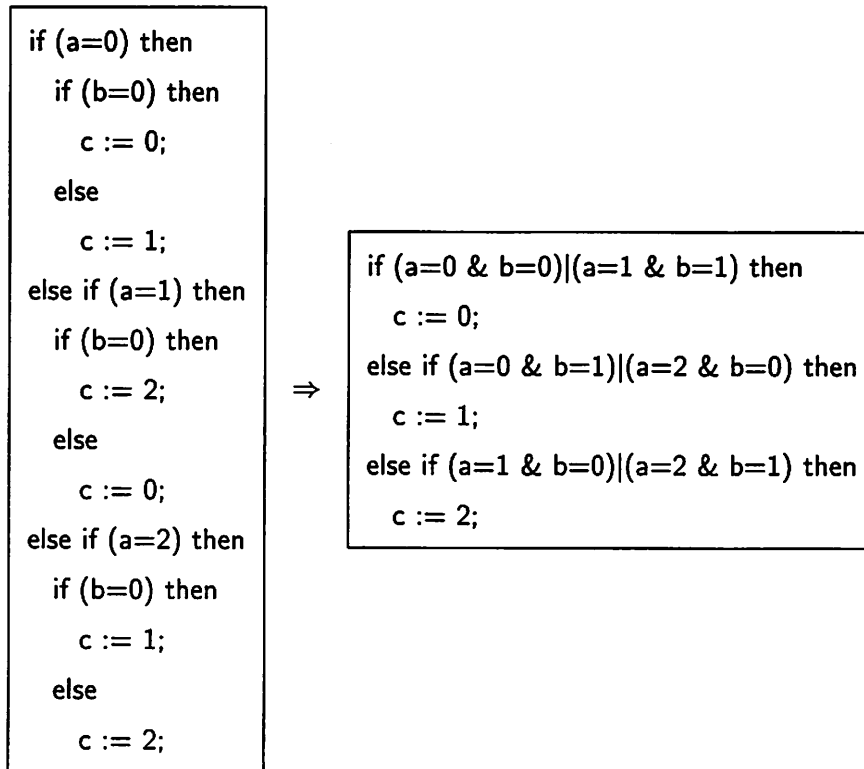 if (a=0) then
if (b=0) then
c := 0;
else
c := 1;
else if (a=1) then
if (b=0) then
c := 2;
else
c := 0;
else if (a=2) then
if (b=0) then
c := 1;
else
c := 2;
⇒
if (a=0 & b=0)|(a=1 & b=1) then
c := 0;
else if (a=0 & b=1)|(a=2 & b=0) then
c := 1;
else if (a=1 & b=0)|(a=2 & b=1) then
c := 2;